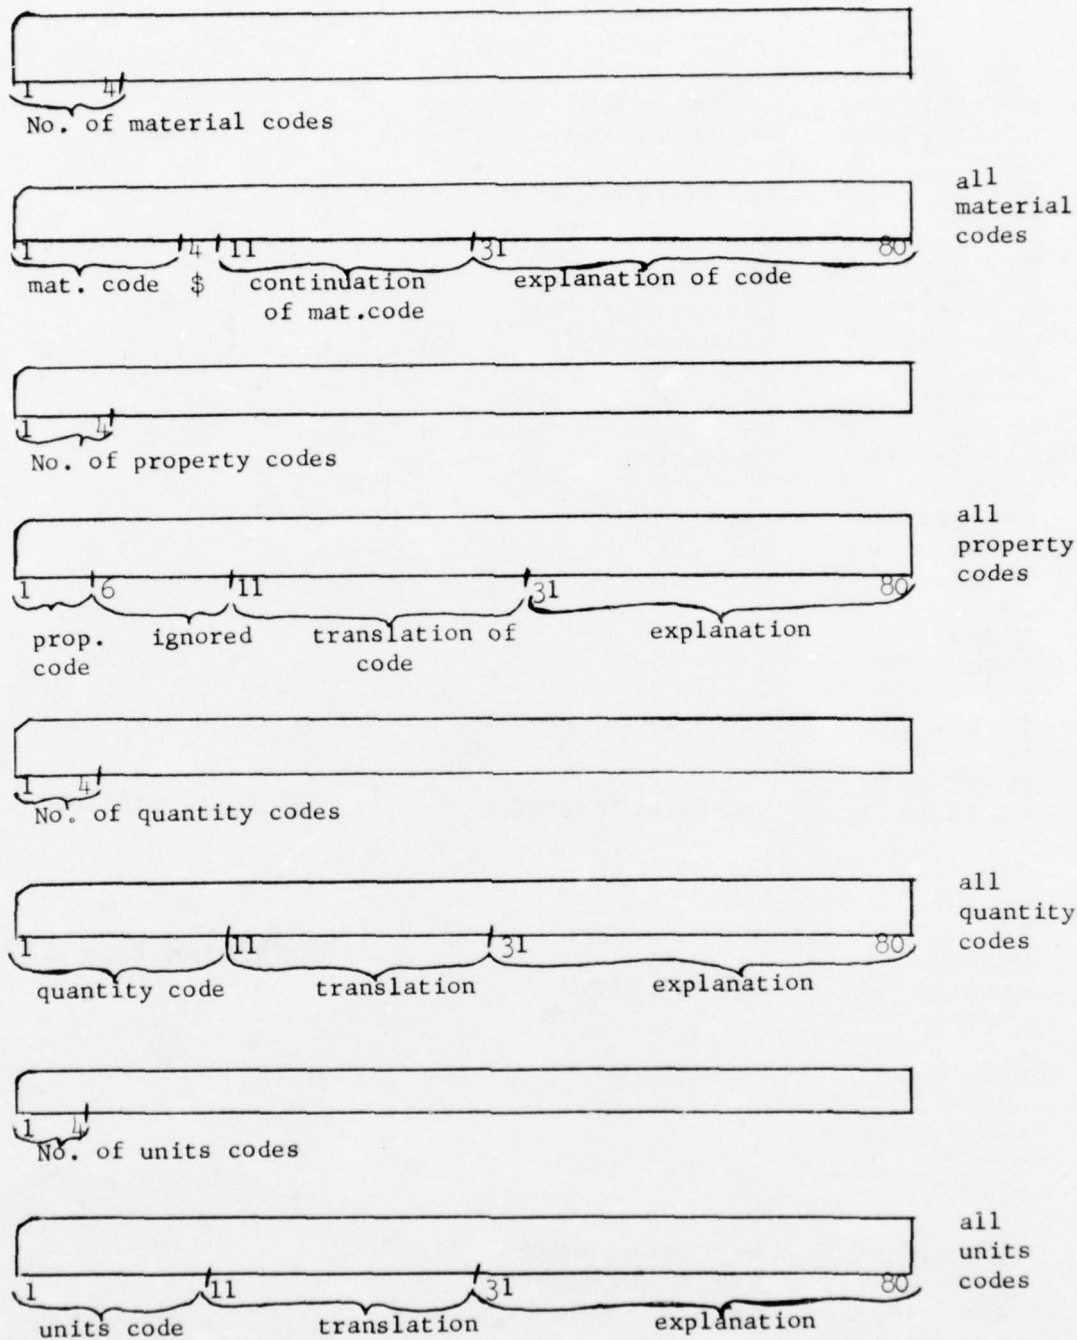 1 4
No. of material codes
all
material
codes
1 4 11 31 80
mat. code $ continuation explanation of code
of mat.code
1 4
No. of property codes
all
property
codes
1 6 11 31 80
prop. ignored translation of explanation
code code
1 4
No. of quantity codes
all
quantity
codes
1 11 31 80
quantity code translation explanation
1 4
No. of units codes
all
units
codes
1 11 31 80
units code translation explanation